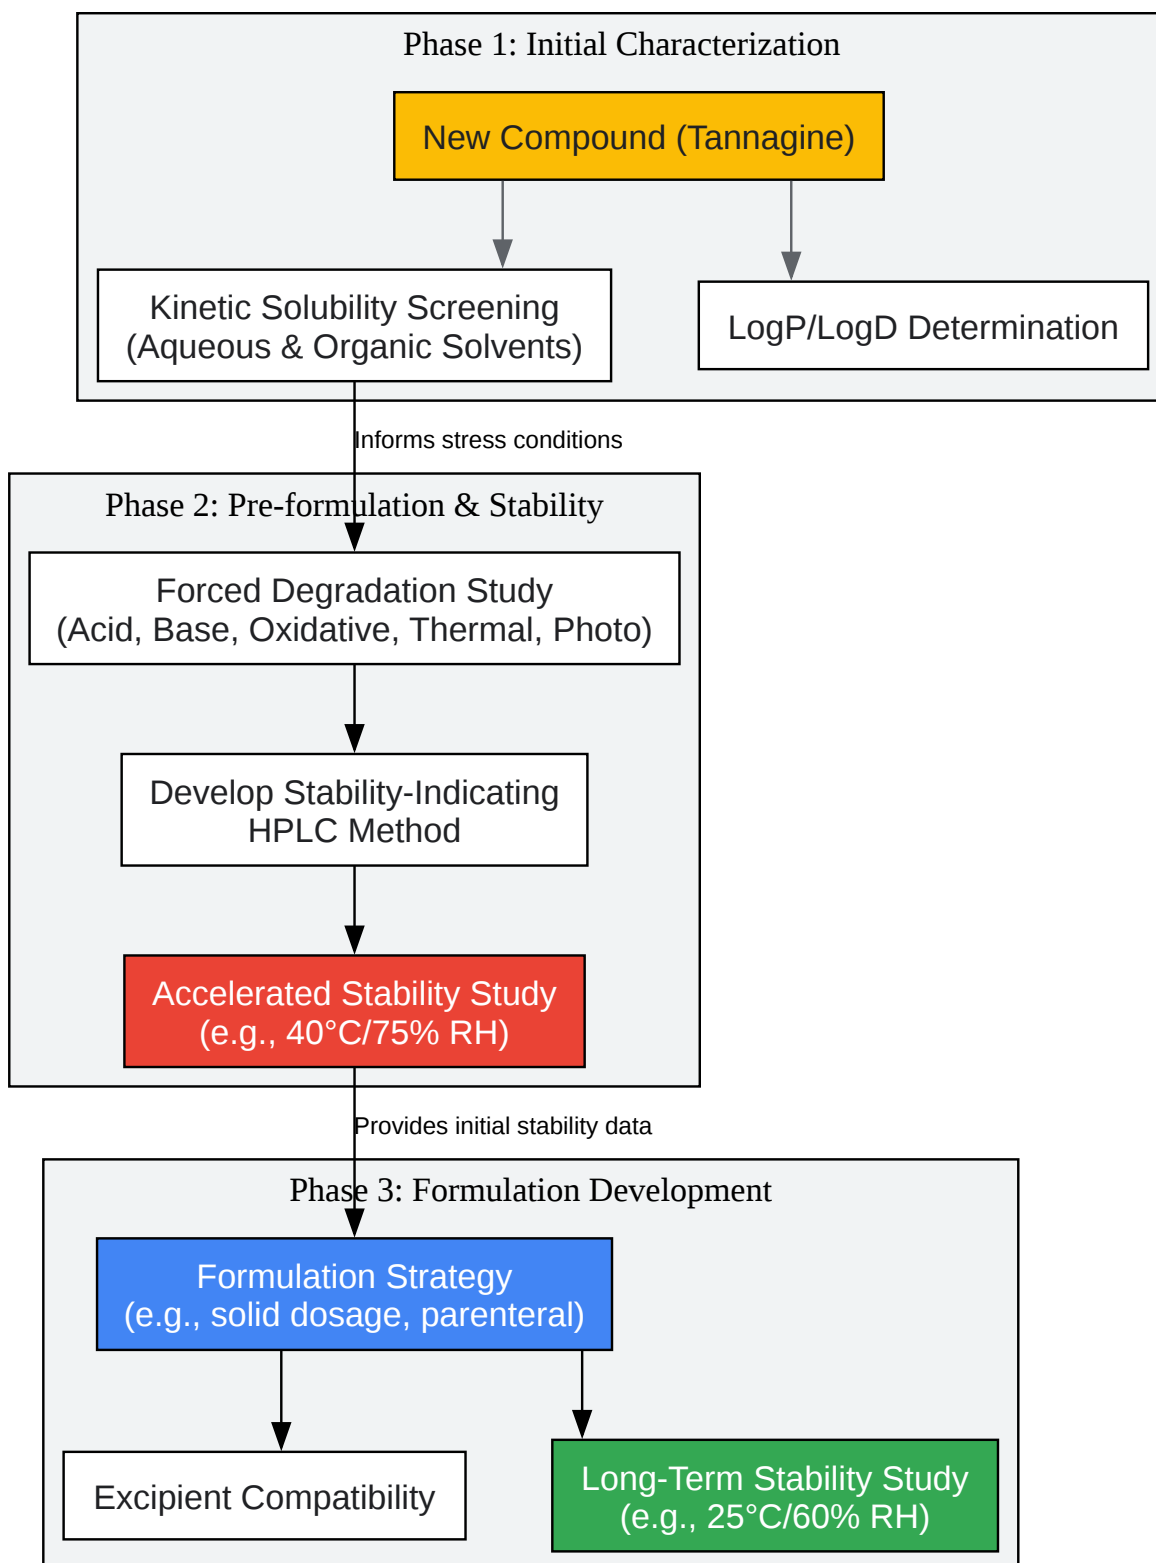 Phase 1: Initial Characterization
New Compound (Tannagine)
Kinetic Solubility Screening
(Aqueous & Organic Solvents)
LogP/LogD Determination
Informs stress conditions
Phase 2: Pre-formulation & Stability
Forced Degradation Study
(Acid, Base, Oxidative, Thermal, Photo)
Develop Stability-Indicating
HPLC Method
Accelerated Stability Study
(e.g., 40°C/75% RH)
Provides initial stability data
Phase 3: Formulation Development
Formulation Strategy
(e.g., solid dosage, parenteral)
Excipient Compatibility
Long-Term Stability Study
(e.g., 25°C/60% RH)